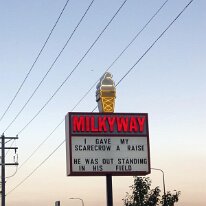 MILKYWAY
I GAVE MY
SCARECROW A RAISE
HE WAS OUT STANDING
IN HIS FIELD